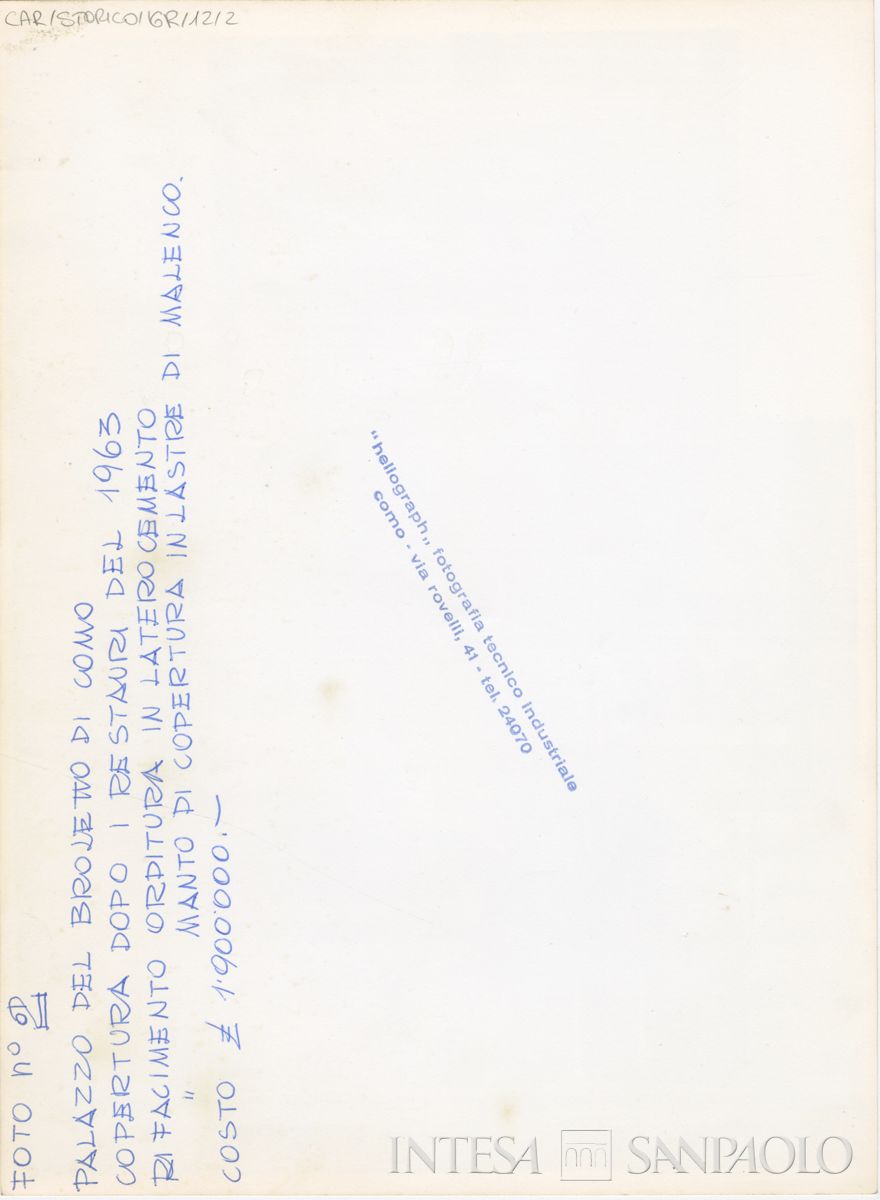 CAR/STORICO/GR/12/2
FOTO nº
PALAZZO DEL BROLETTO DI COMO
COPERTURA DOPO I RESTAURI DEL 1963
RIFACIMENTO ORDITURA IN LATEROCEMENTO
" MANTO DI COPERTURA IN LASTRE DI MALENCO.
COSTO £ 1'900'000.—
"hellograph„ fotografia tecnico industriale
como - via rovelli, 41 - tel. 24070
INTESA SANPAOLO